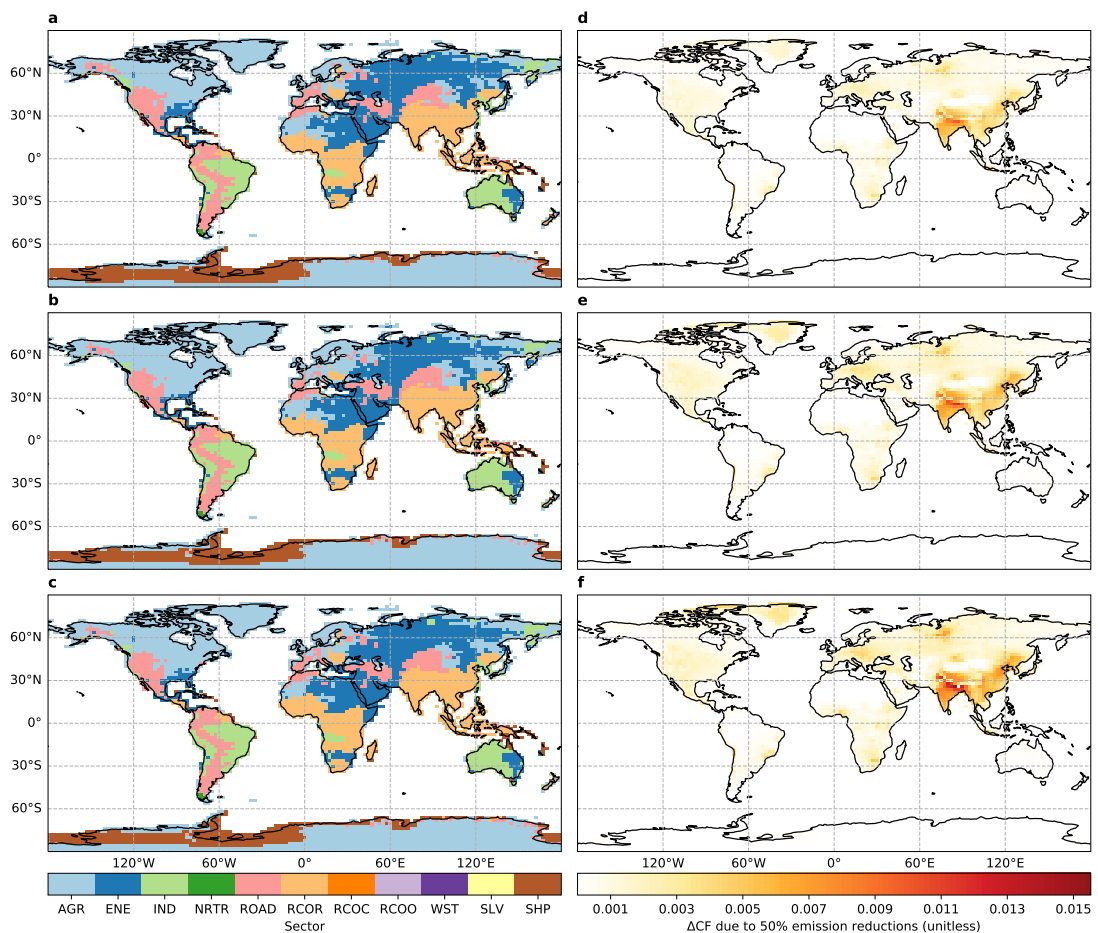 a
d
60°N
30°N
0°
30°S
60°S
b
e
60°N
30°N
0°
30°S
60°S
c
f
60°N
30°N
0°
30°S
60°S
120°W 60°W 0° 60°E 120°E
120°W 60°W 0° 60°E 120°E
AGR ENE IND NRTR ROAD RCOR RCOC RCOO WST SLV SHP
Sector
0.001 0.003 0.005 0.007 0.009 0.011 0.013 0.015
ΔCF due to 50% emission reductions (unitless)